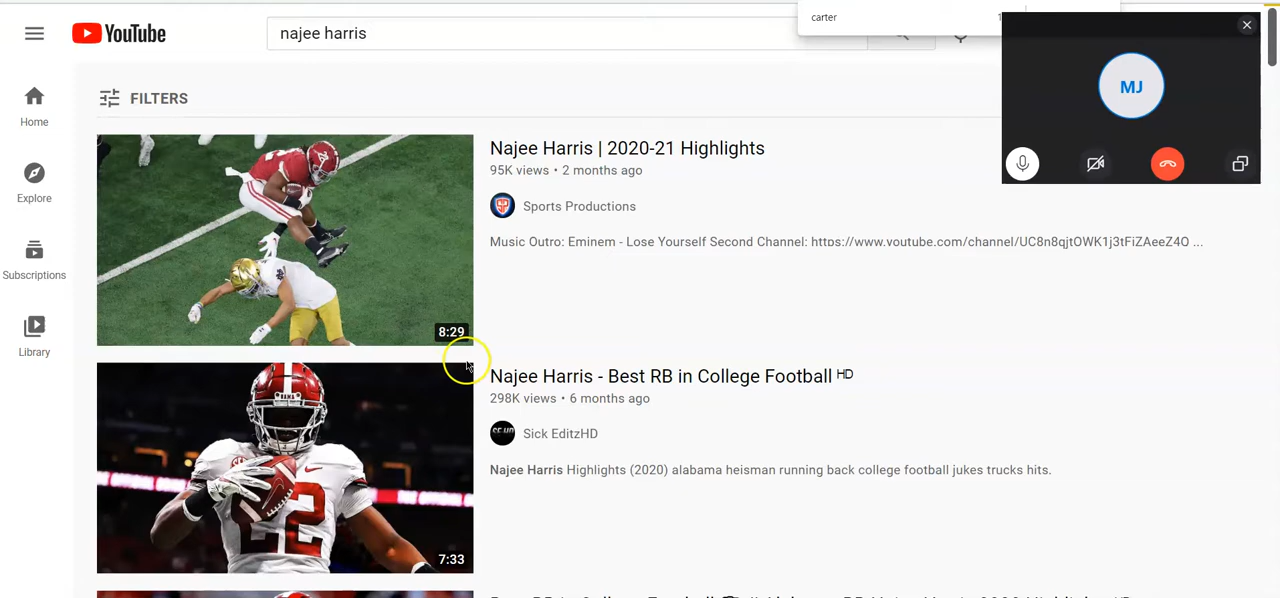 carter
YouTube
najee harris
MJ
Home
FILTERS
Najee Harris | 2020-21 Highlights
95K views • 2 months ago
Explore
Sports Productions
Music Outro: Eminem - Lose Yourself Second Channel: https://www.youtube.com/channel/UC8n8qjtOWK1j3tFiZAeeZ4O ...
Subscriptions
8:29
Library
Najee Harris - Best RB in College Football HD
298K views • 6 months ago
Sick EditzHD
Najee Harris Highlights (2020) alabama heisman running back college football jukes trucks hits.
22
7:33